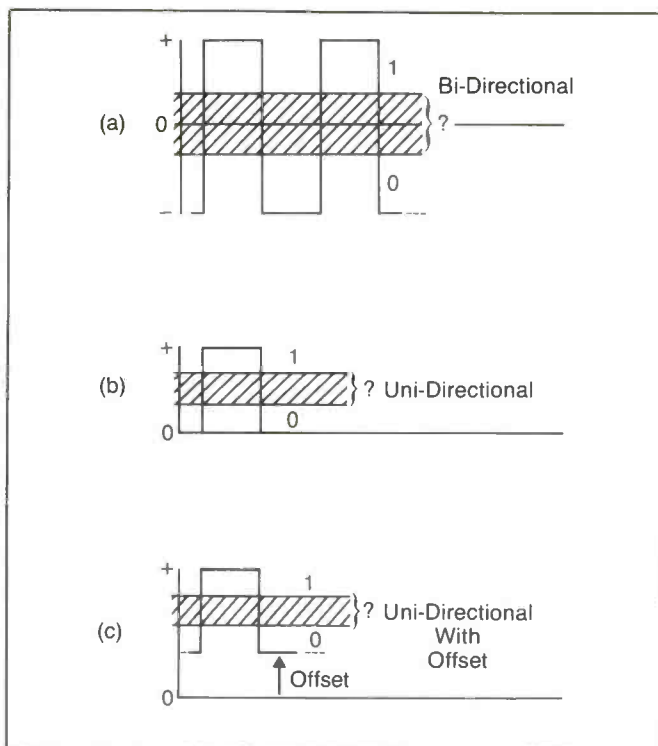 +
1
Bi-Directional
(a) 0 ?
0
-
+
1
(b) ? Uni-Directional
0
0
+
1
? Uni-Directional
(c) 0 With
Offset
Offset
0